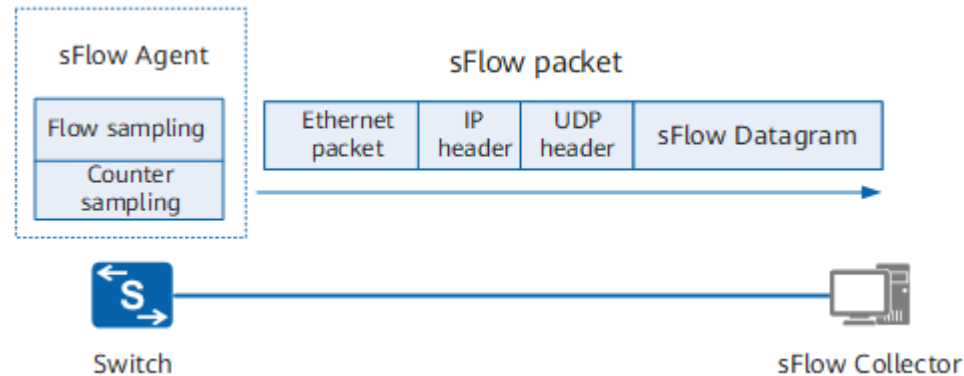 sFlow Agent
Flow sampling
Counter
sampling
sFlow packet
Ethernet
packet
IP
header
UDP
header
sFlow Datagram
S
Switch
sFlow Collector